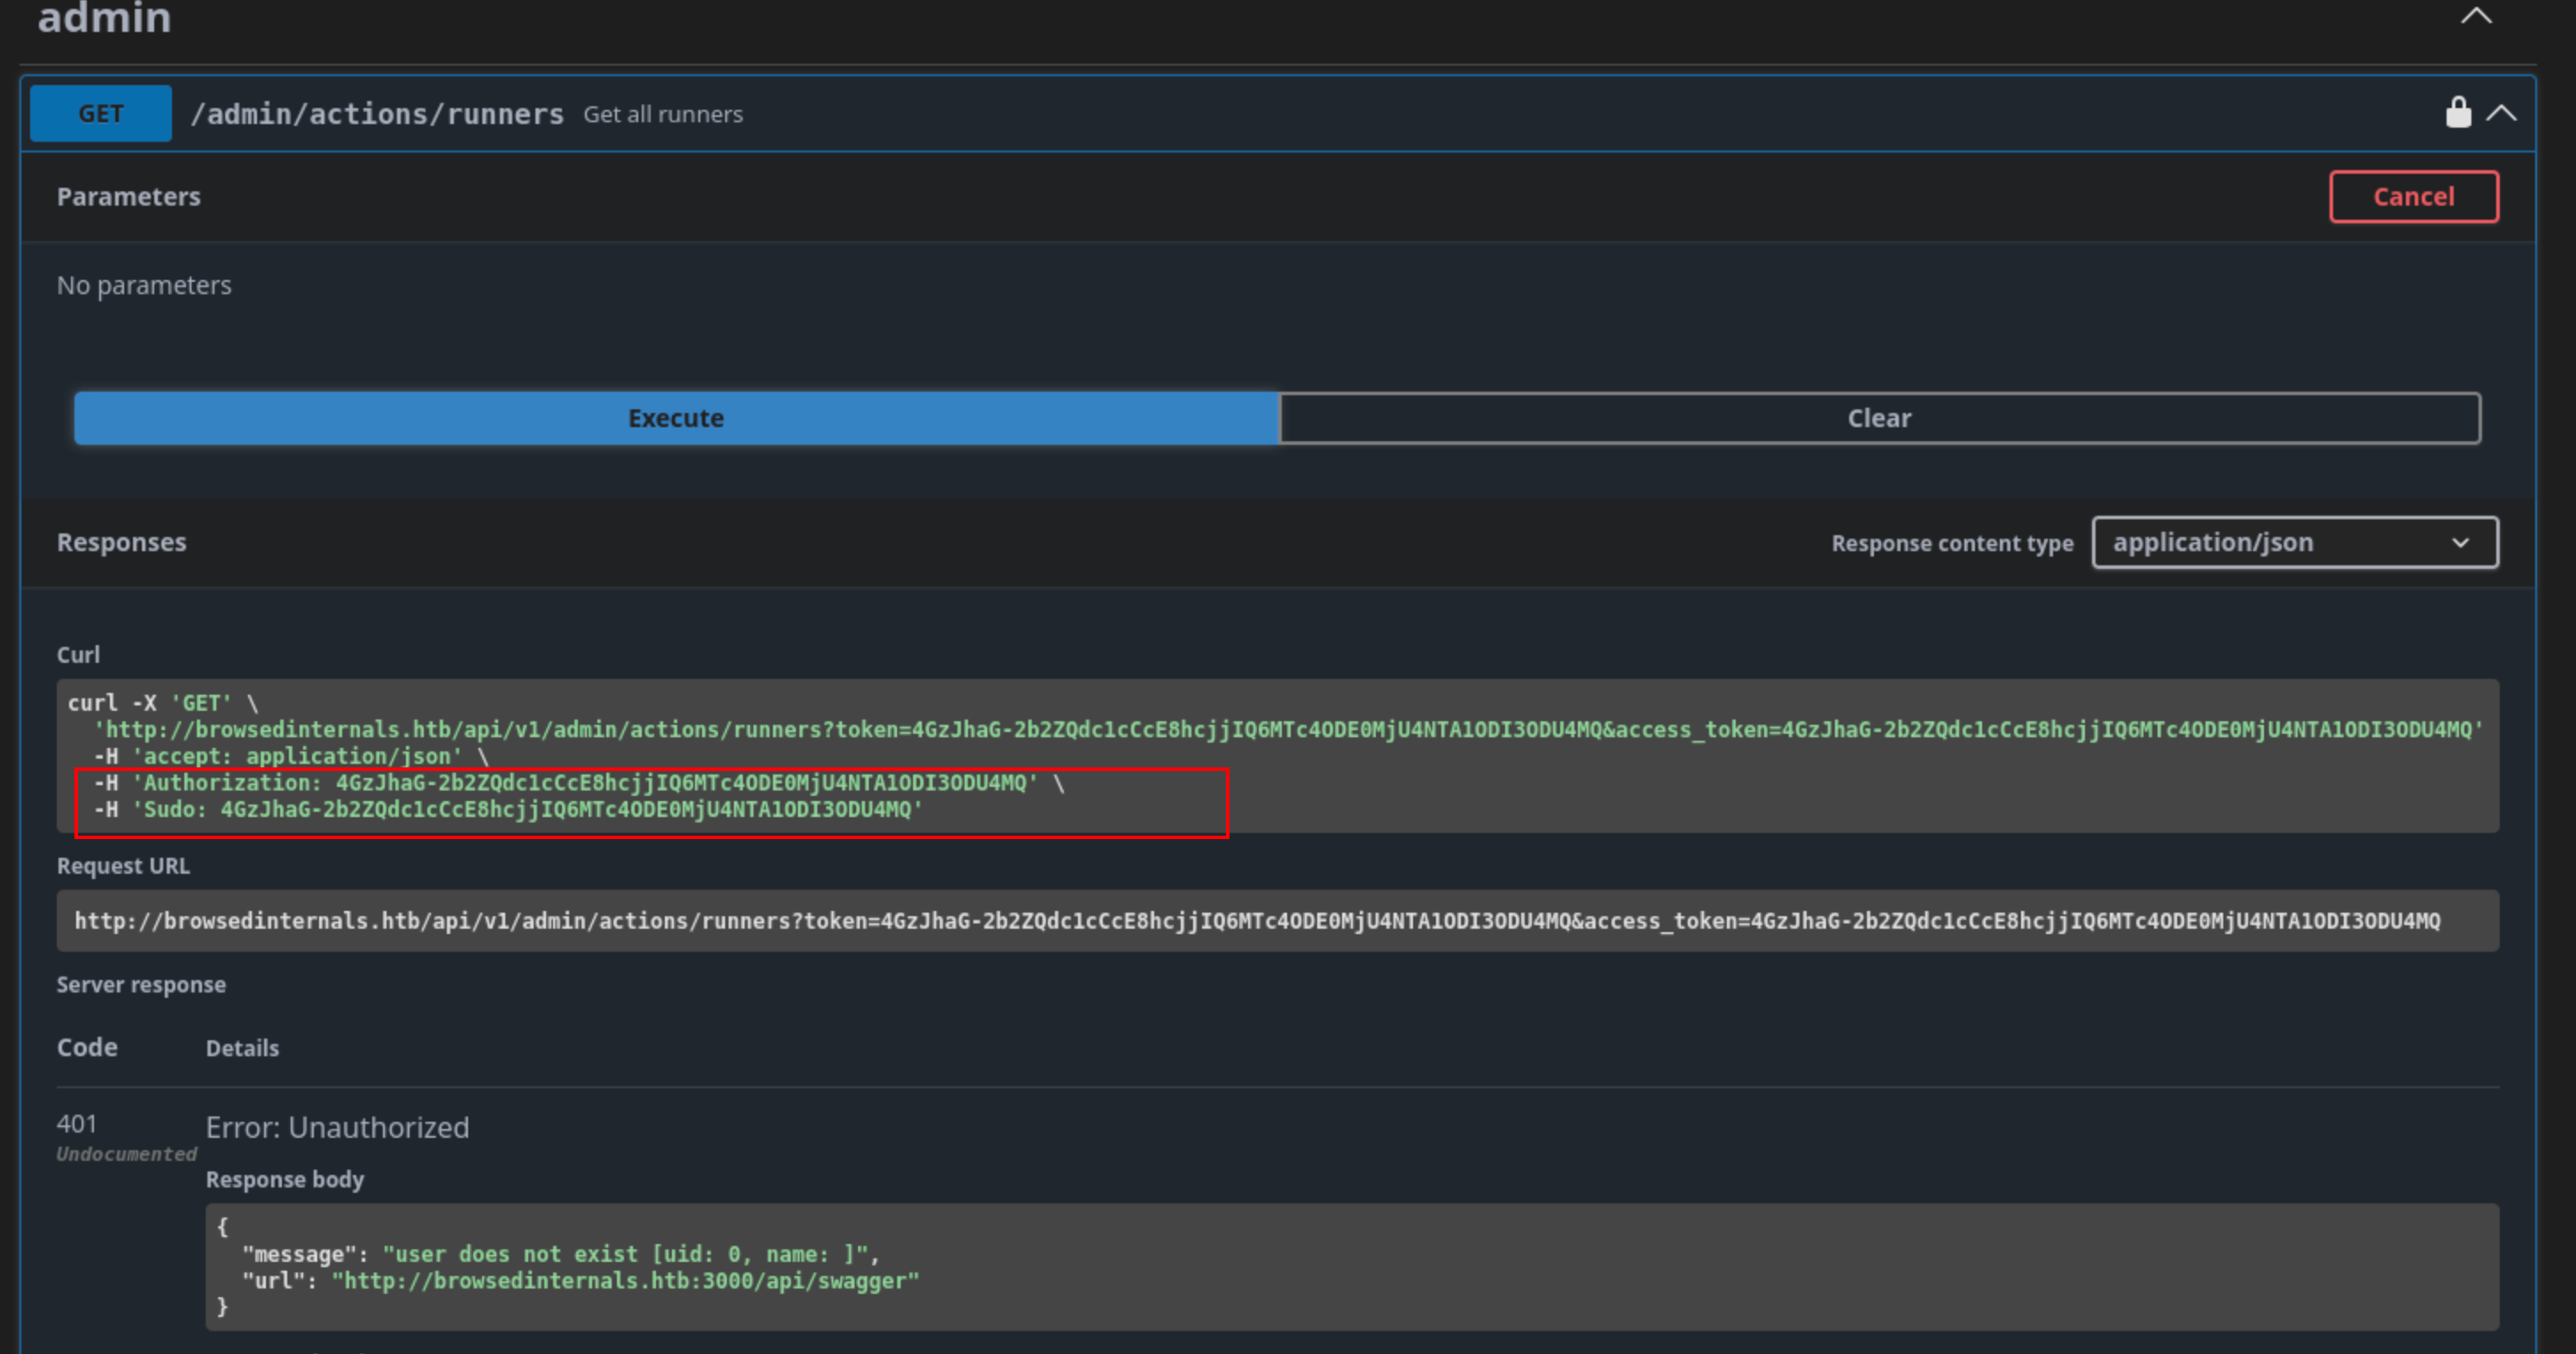 admin
GET /admin/actions/runners Get all runners
Parameters
Cancel
No parameters
Execute
Clear
Responses
Response content type
application/json
Curl
curl -X 'GET' \
'http://browsedinternals.htb/api/v1/admin/actions/runners?token=4GzJhaG-2b2ZQdc1cCcE8hcjjIQ6MTc4ODE0MjU4NTA1ODI3ODU4MQ&access_token=4GzJhaG-2b2ZQdc1cCcE8hcjjIQ6MTc4ODE0MjU4NTA1ODI3ODU4MQ'
-H 'accept: application/json' \
-H 'Authorization: 4GzJhaG-2b2ZQdc1cCcE8hcjjIQ6MTc4ODE0MjU4NTA1ODI3ODU4MQ' \
-H 'Sudo: 4GzJhaG-2b2ZQdc1cCcE8hcjjIQ6MTc4ODE0MjU4NTA1ODI3ODU4MQ'
Request URL
http://browsedinternals.htb/api/v1/admin/actions/runners?token=4GzJhaG-2b2ZQdc1cCcE8hcjjIQ6MTc4ODE0MjU4NTA1ODI3ODU4MQ&access_token=4GzJhaG-2b2ZQdc1cCcE8hcjjIQ6MTc4ODE0MjU4NTA1ODI3ODU4MQ
Server response
Code Details
401 Error: Unauthorized
Undocumented
Response body
{
"message": "user does not exist [uid: 0, name: ]",
"url": "http://browsedinternals.htb:3000/api/swagger"
}